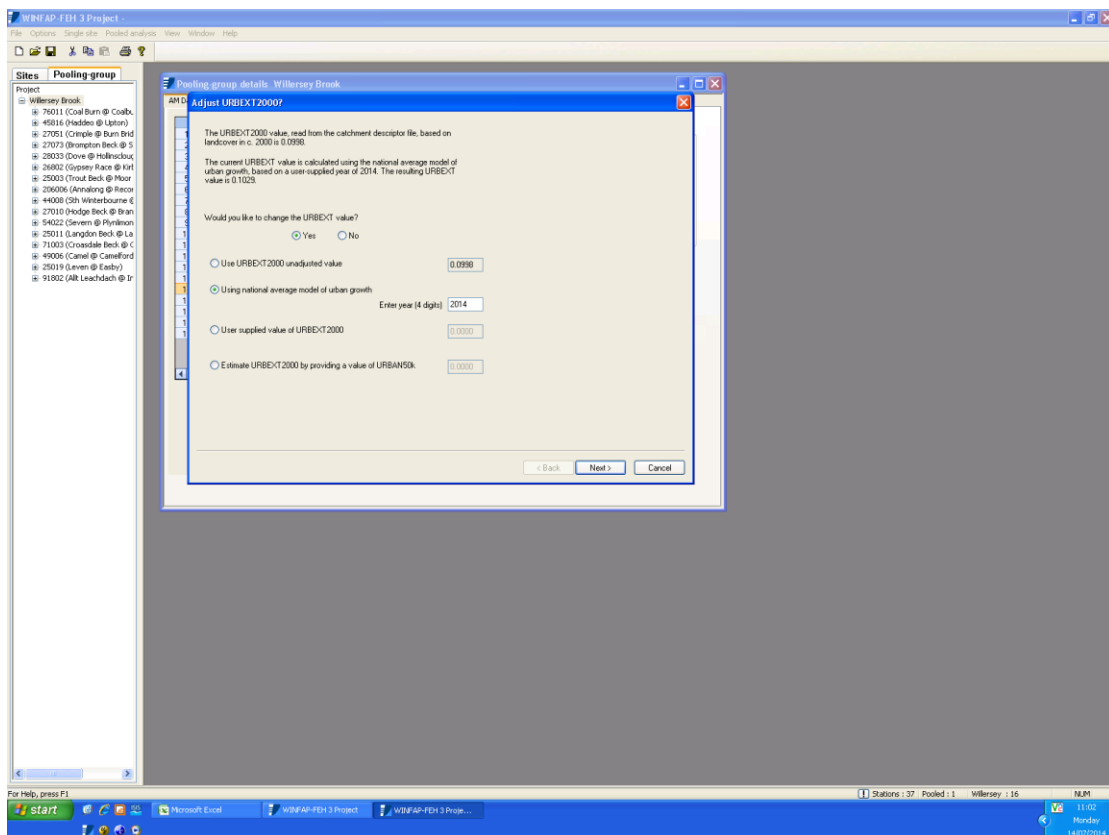 WINFAP-FEH 3 Project -
File Options Single site Pooled analysis View Window Help
Sites Pooling-group
Project
Willersey Brook
76011 (Coal Burn @ Coalbu
45816 (Haddeo @ Upton)
27051 (Crimple @ Burn Brid
27073 (Brompton Beck @ S
28033 (Dove @ Hollinscloug
26802 (Gypsey Race @ Kirb
25003 (Trout Beck @ Moor
206006 (Annalong @ Recor
44008 (Sth Winterbourne @
27010 (Hodge Beck @ Bran
54022 (Severn @ Plynlimon
25011 (Langdon Beck @ La
71003 (Croasdale Beck @ C
49006 (Camel @ Camelford
25019 (Leven @ Easby)
91802 (Allt Leachdach @ Ir
Pooling-group details Willersey Brook
AM D
Adjust URBEXT2000?
The URBEXT2000 value, read from the catchment descriptor file, based on
landcover in c. 2000 is 0.0998.
The current URBEXT value is calculated using the national average model of
urban growth, based on a user-supplied year of 2014. The resulting URBEXT
value is 0.1029.
Would you like to change the URBEXT value?
Yes No
Use URBEXT2000 unadjusted value 0.0998
Using national average model of urban growth
Enter year (4 digits) 2014
User supplied value of URBEXT2000 0.0000
Estimate URBEXT2000 by providing a value of URBAN50k 0.0000
< Back Next > Cancel
For Help, press F1
Stations : 37 Pooled : 1 Willersey : 16 NUM
start Microsoft Excel WINFAP-FEH 3 Project WINFAP-FEH 3 Proje... 11:02
Monday
14/07/2014